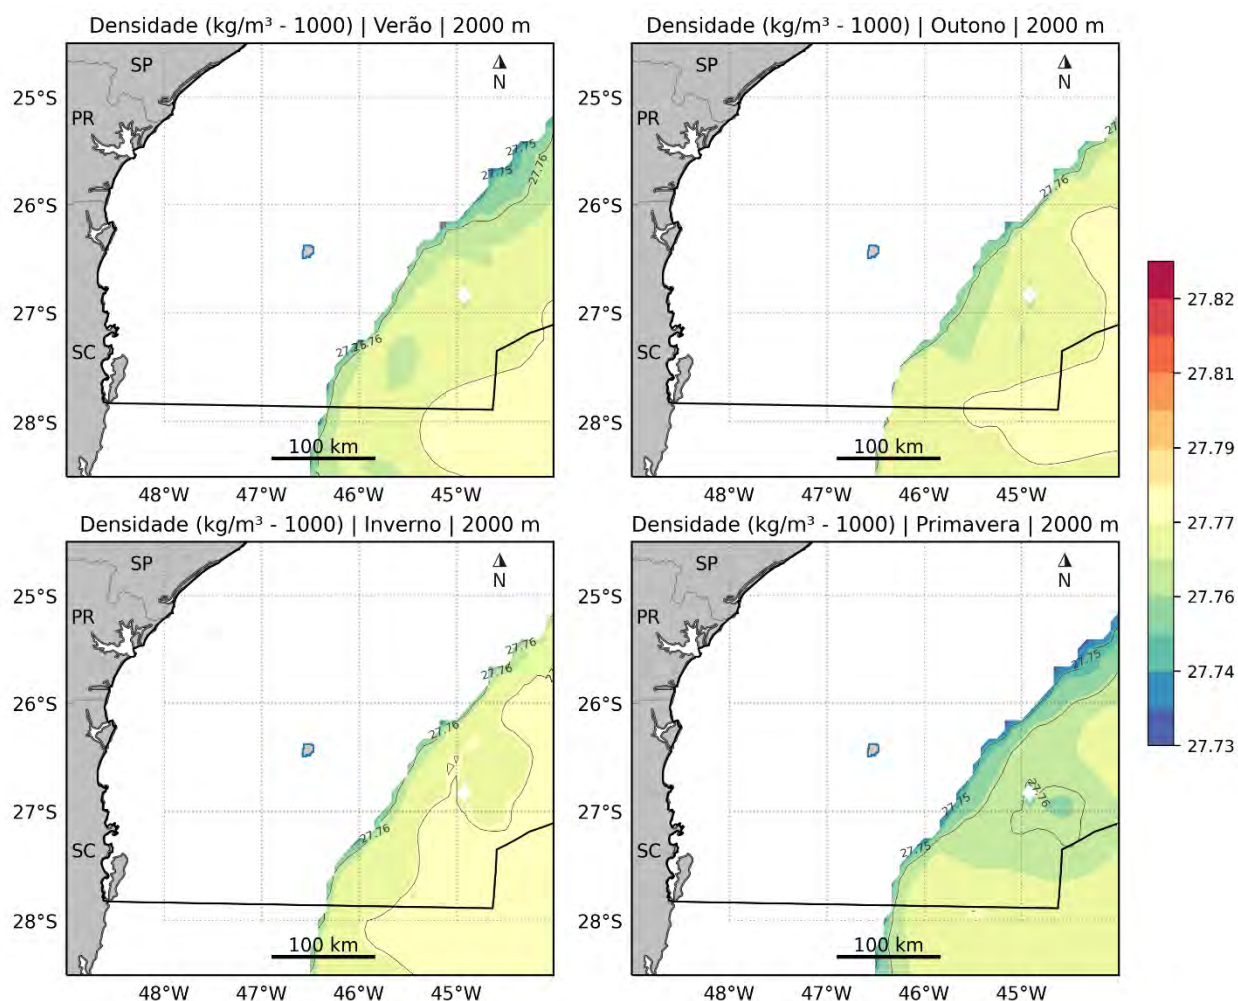 Densidade (kg/m³ - 1000) | Verão | 2000 m
SP
N
PR
SC
25°S
26°S
27°S
28°S
27.75
27.75
27.76
100 km
48°W 47°W 46°W 45°W
Densidade (kg/m³ - 1000) | Outono | 2000 m
SP
N
PR
SC
25°S
26°S
27°S
28°S
27.76
100 km
48°W 47°W 46°W 45°W
Densidade (kg/m³ - 1000) | Inverno | 2000 m
SP
N
PR
SC
25°S
26°S
27°S
28°S
27.76
27.76
27.76
27.76
100 km
48°W 47°W 46°W 45°W
Densidade (kg/m³ - 1000) | Primavera | 2000 m
SP
N
PR
SC
25°S
26°S
27°S
28°S
27.75
27.75
27.75
27.76
100 km
48°W 47°W 46°W 45°W
27.82
27.81
27.79
27.77
27.76
27.74
27.73